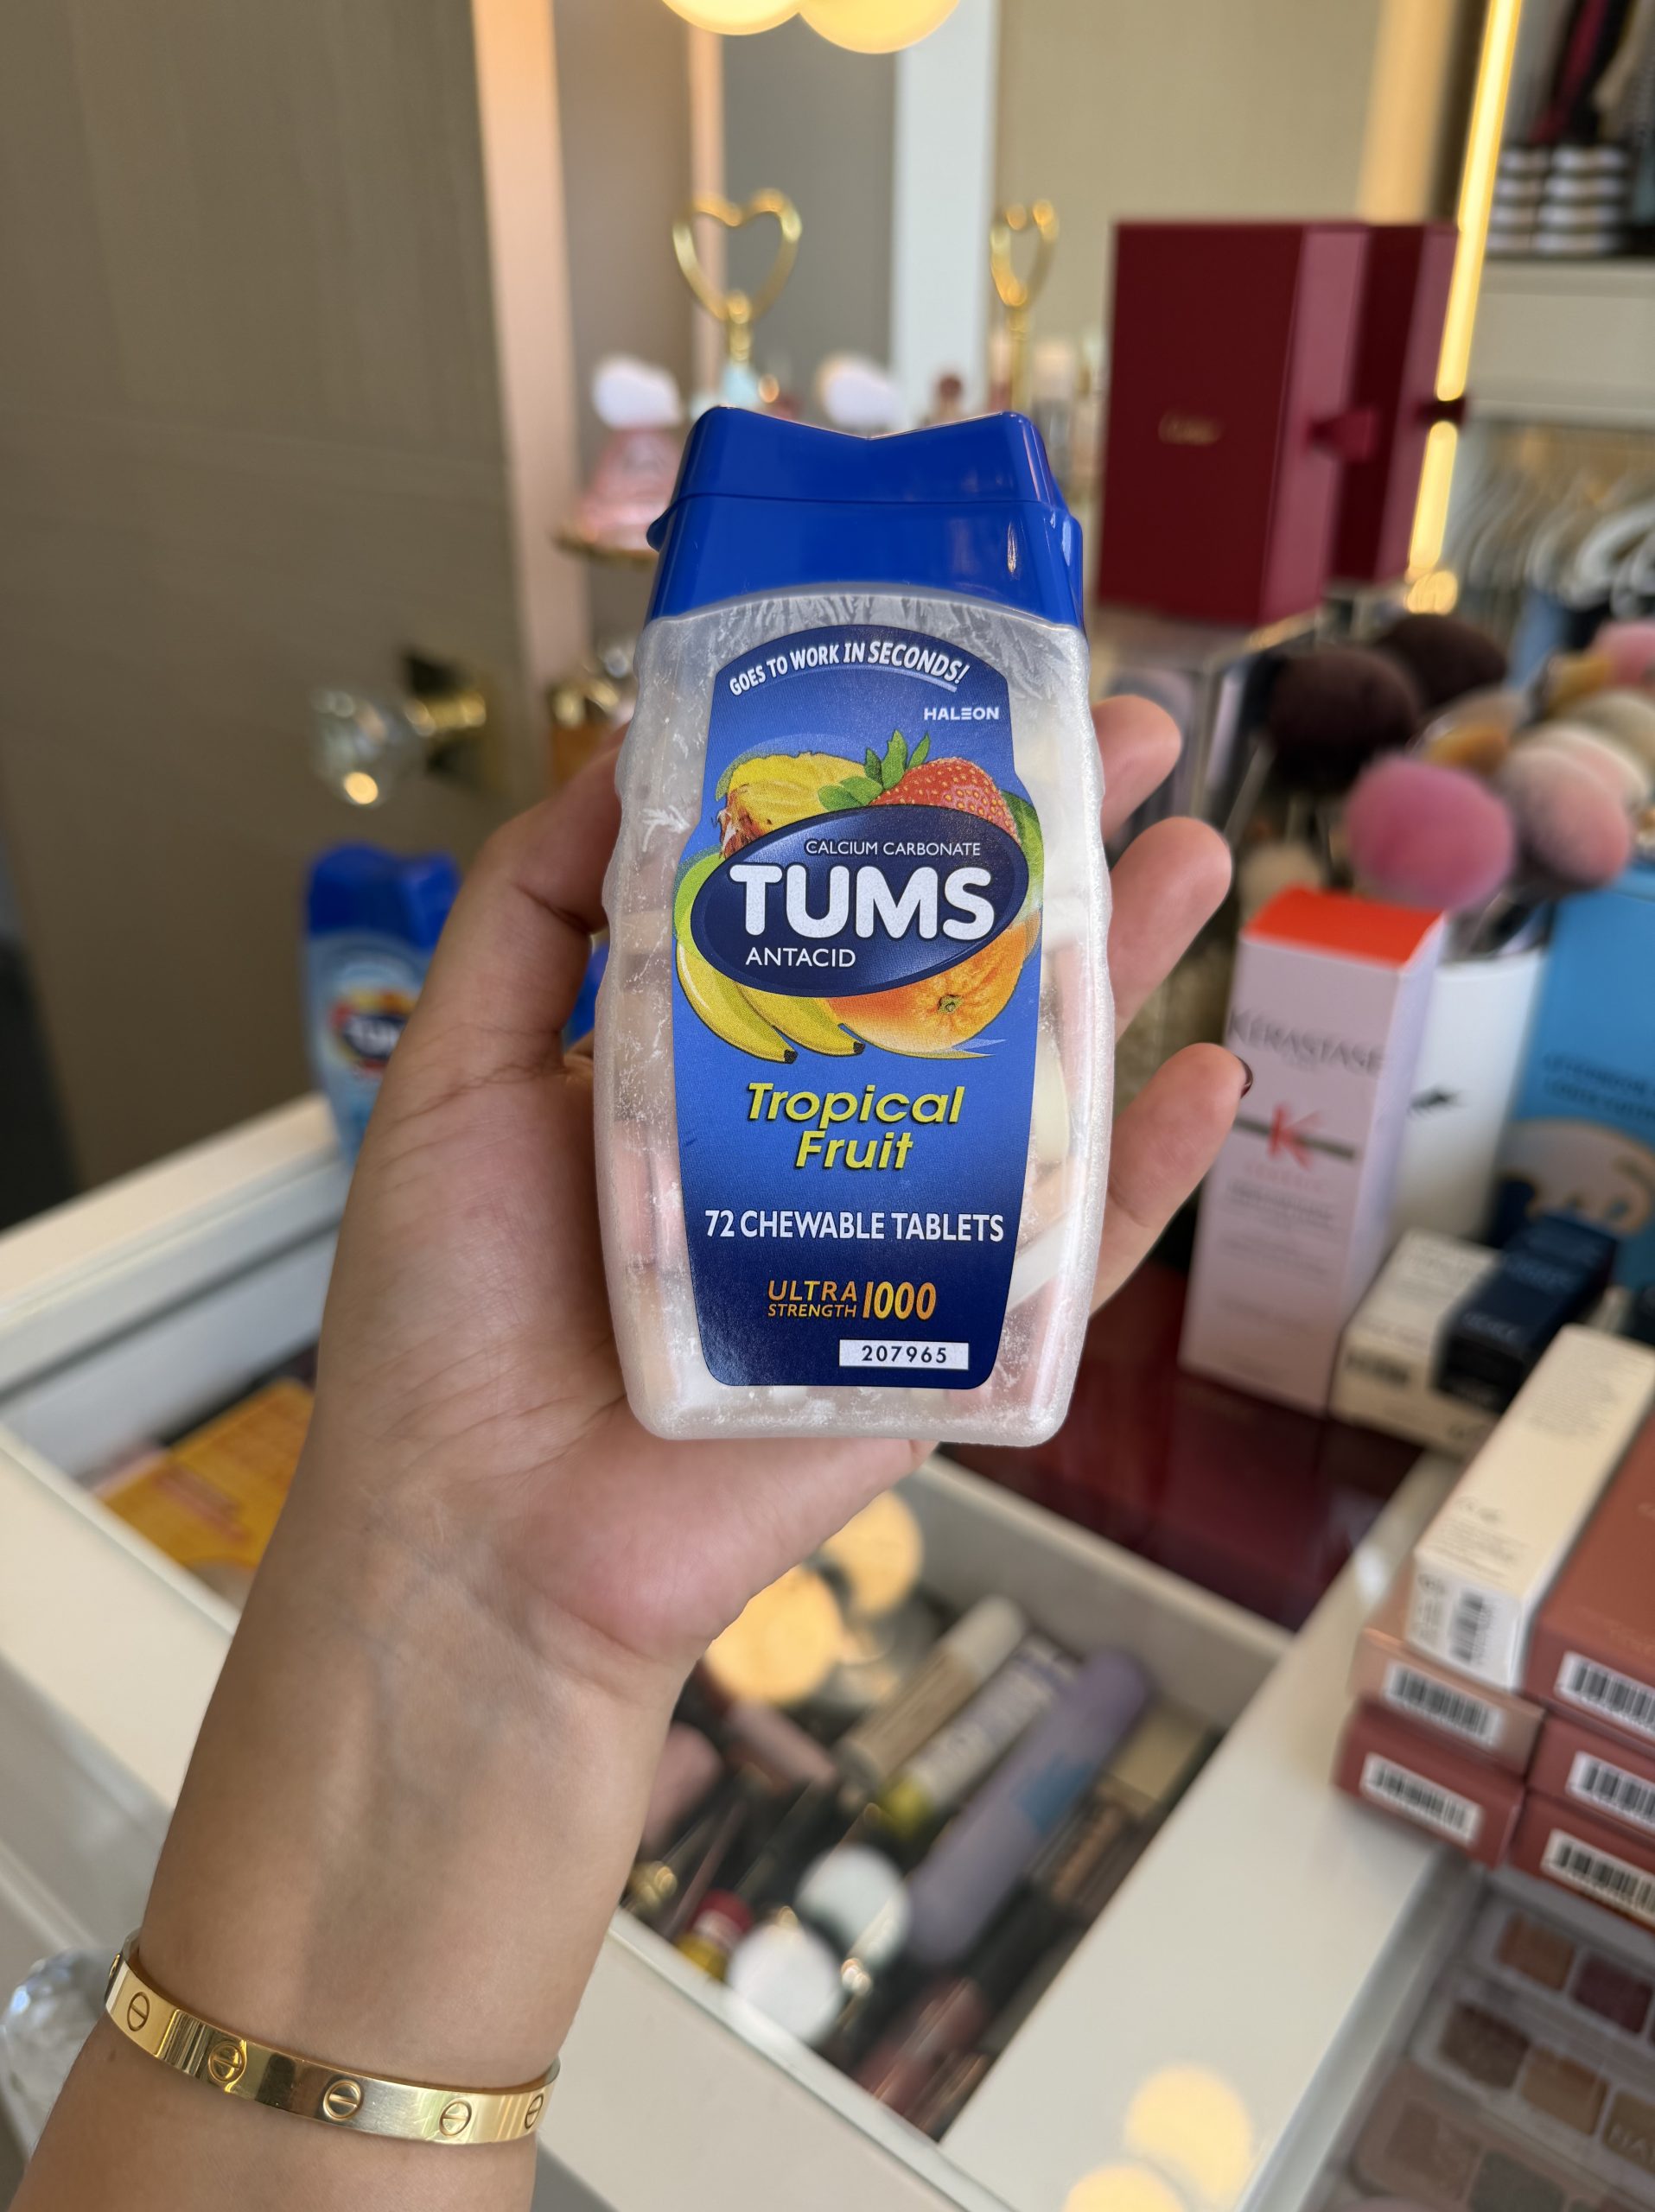 GOES TO WORK IN SECONDS!
HALEON
CALCIUM CARBONATE
TUMS
ANTACID
Tropical
Fruit
72 CHEWABLE TABLETS
ULTRA
STRENGTH 1000
207965
KÉRASTASE
K